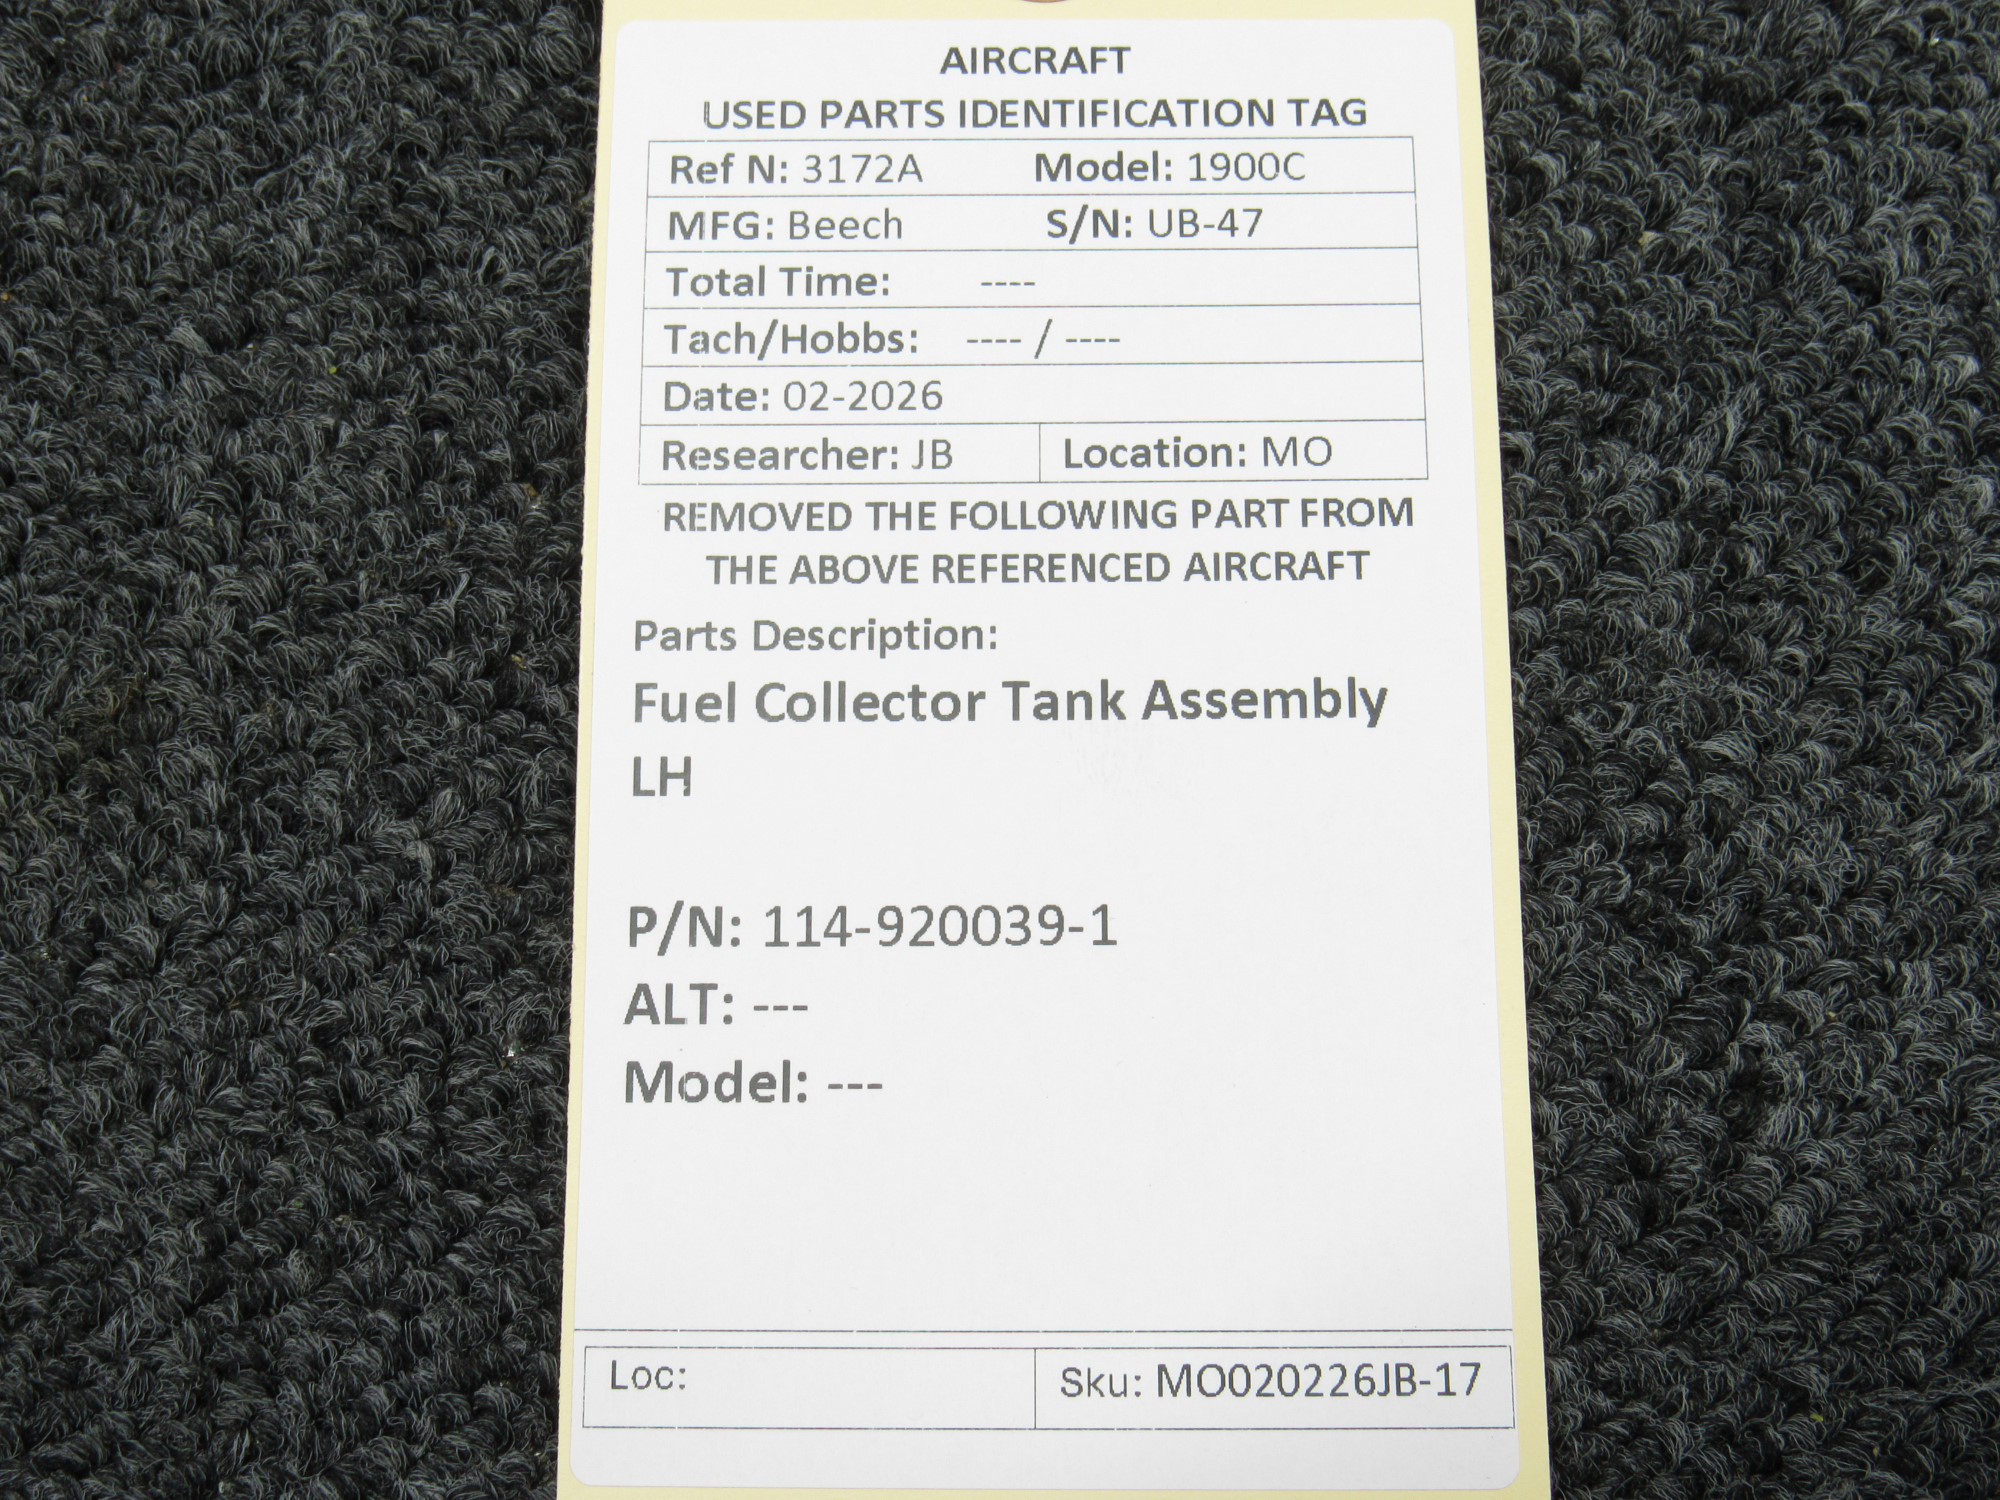 AIRCRAFT
USED PARTS IDENTIFICATION TAG
Ref N: 3172A Model: 1900C
MFG: Beech S/N: UB-47
Total Time: ----
Tach/Hobbs: ---- / ----
Date: 02-2026
Researcher: JB Location: MO
REMOVED THE FOLLOWING PART FROM
THE ABOVE REFERENCED AIRCRAFT
Parts Description:
Fuel Collector Tank Assembly
LH
P/N: 114-920039-1
ALT: ---
Model: ---
Loc: Sku: MO020226JB-17